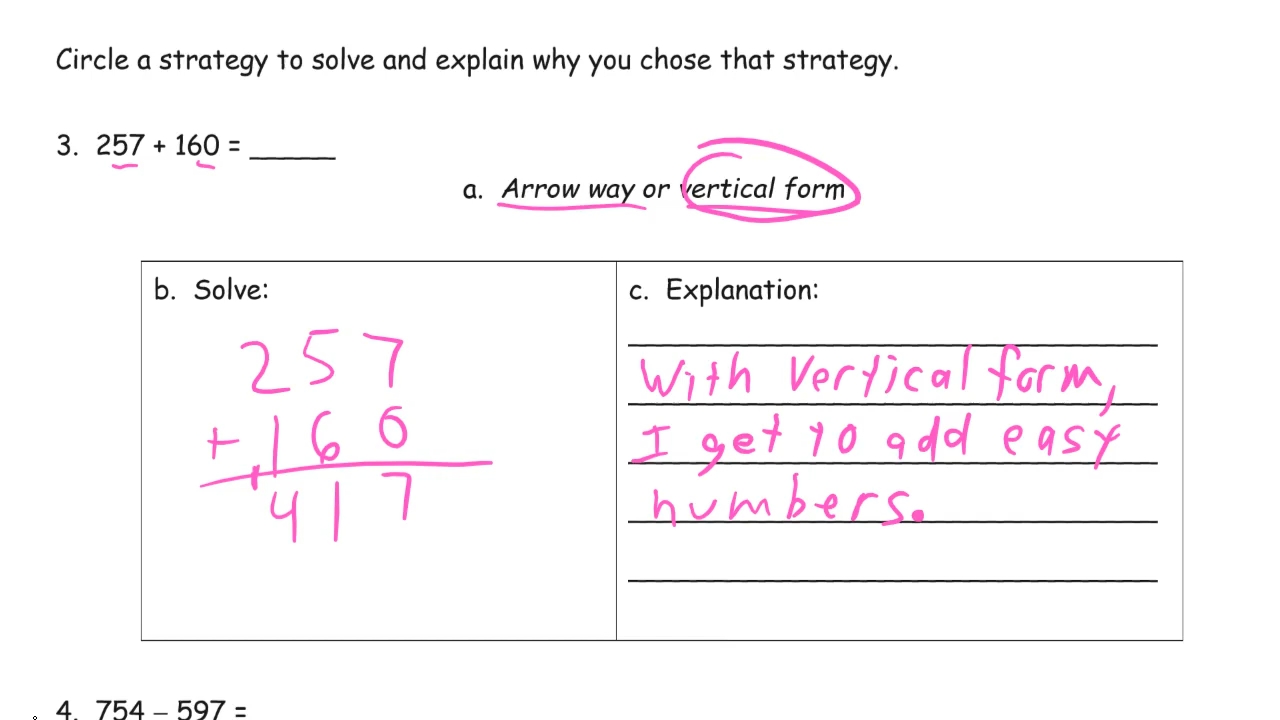 Circle a strategy to solve and explain why you chose that strategy.
3. 257 + 160 = _____
a. Arrow way or vertical form
b. Solve:
257
+160
417
c. Explanation:
With Vertical form,
I get to add easy
numbers.
4. 754 – 597 =